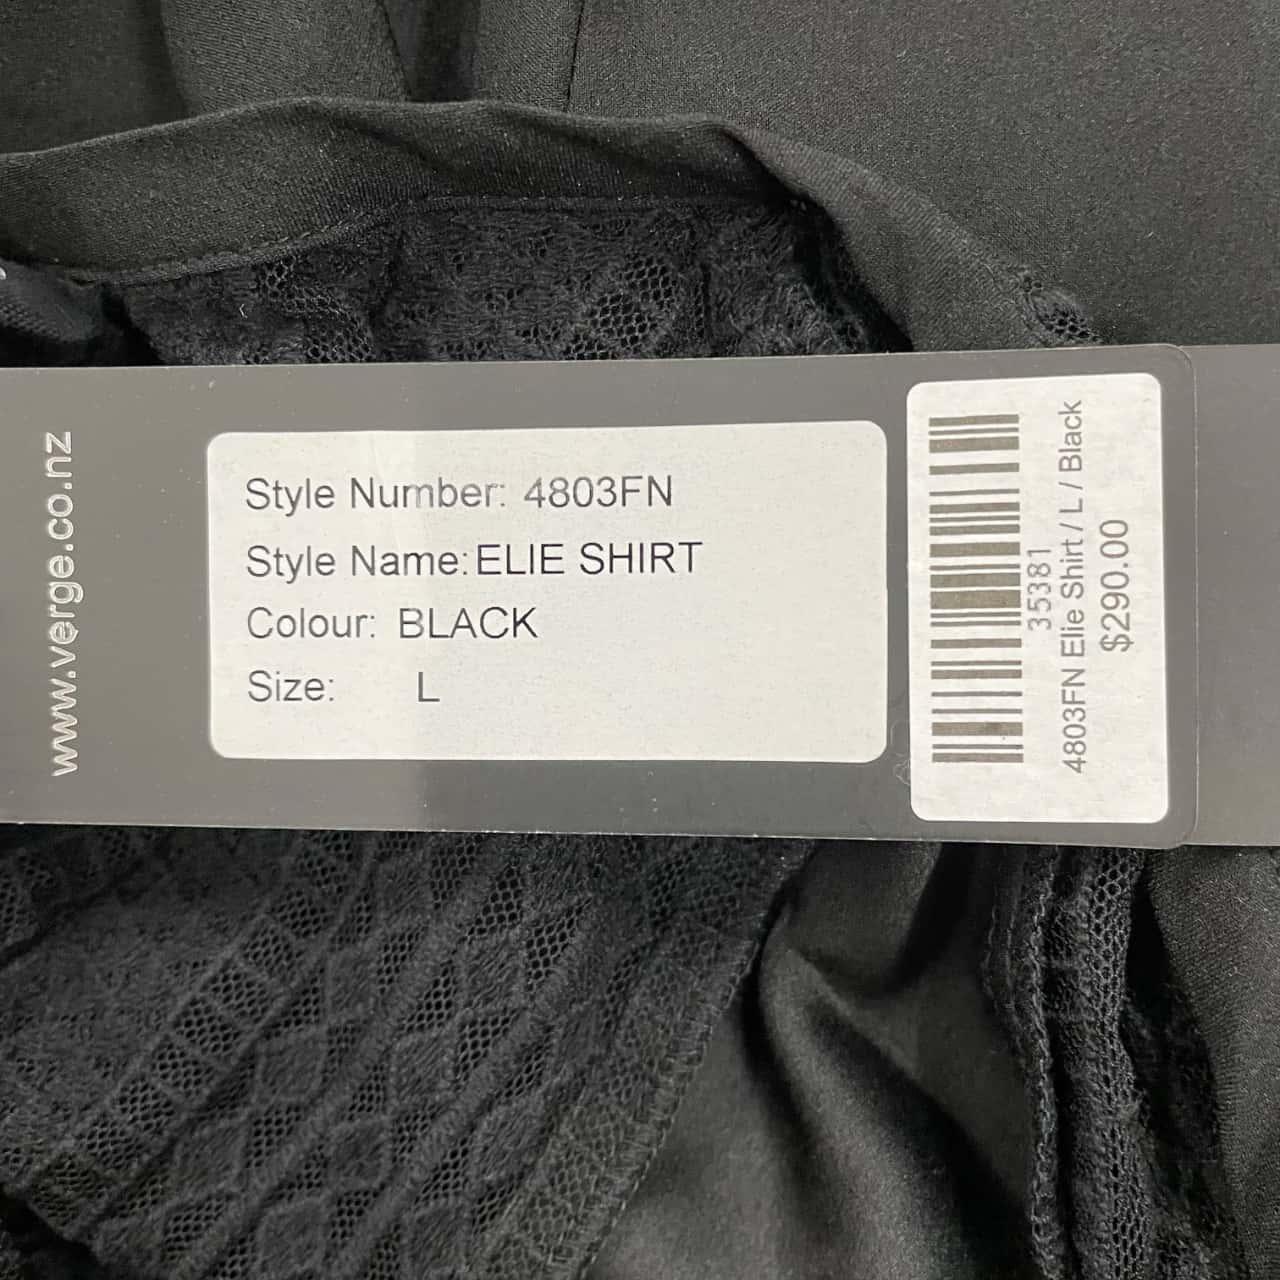 www.verge.co.nz
Style Number: 4803FN
Style Name: ELIE SHIRT
Colour: BLACK
Size: L
35381
4803FN Elie Shirt / L / Black
$290.00